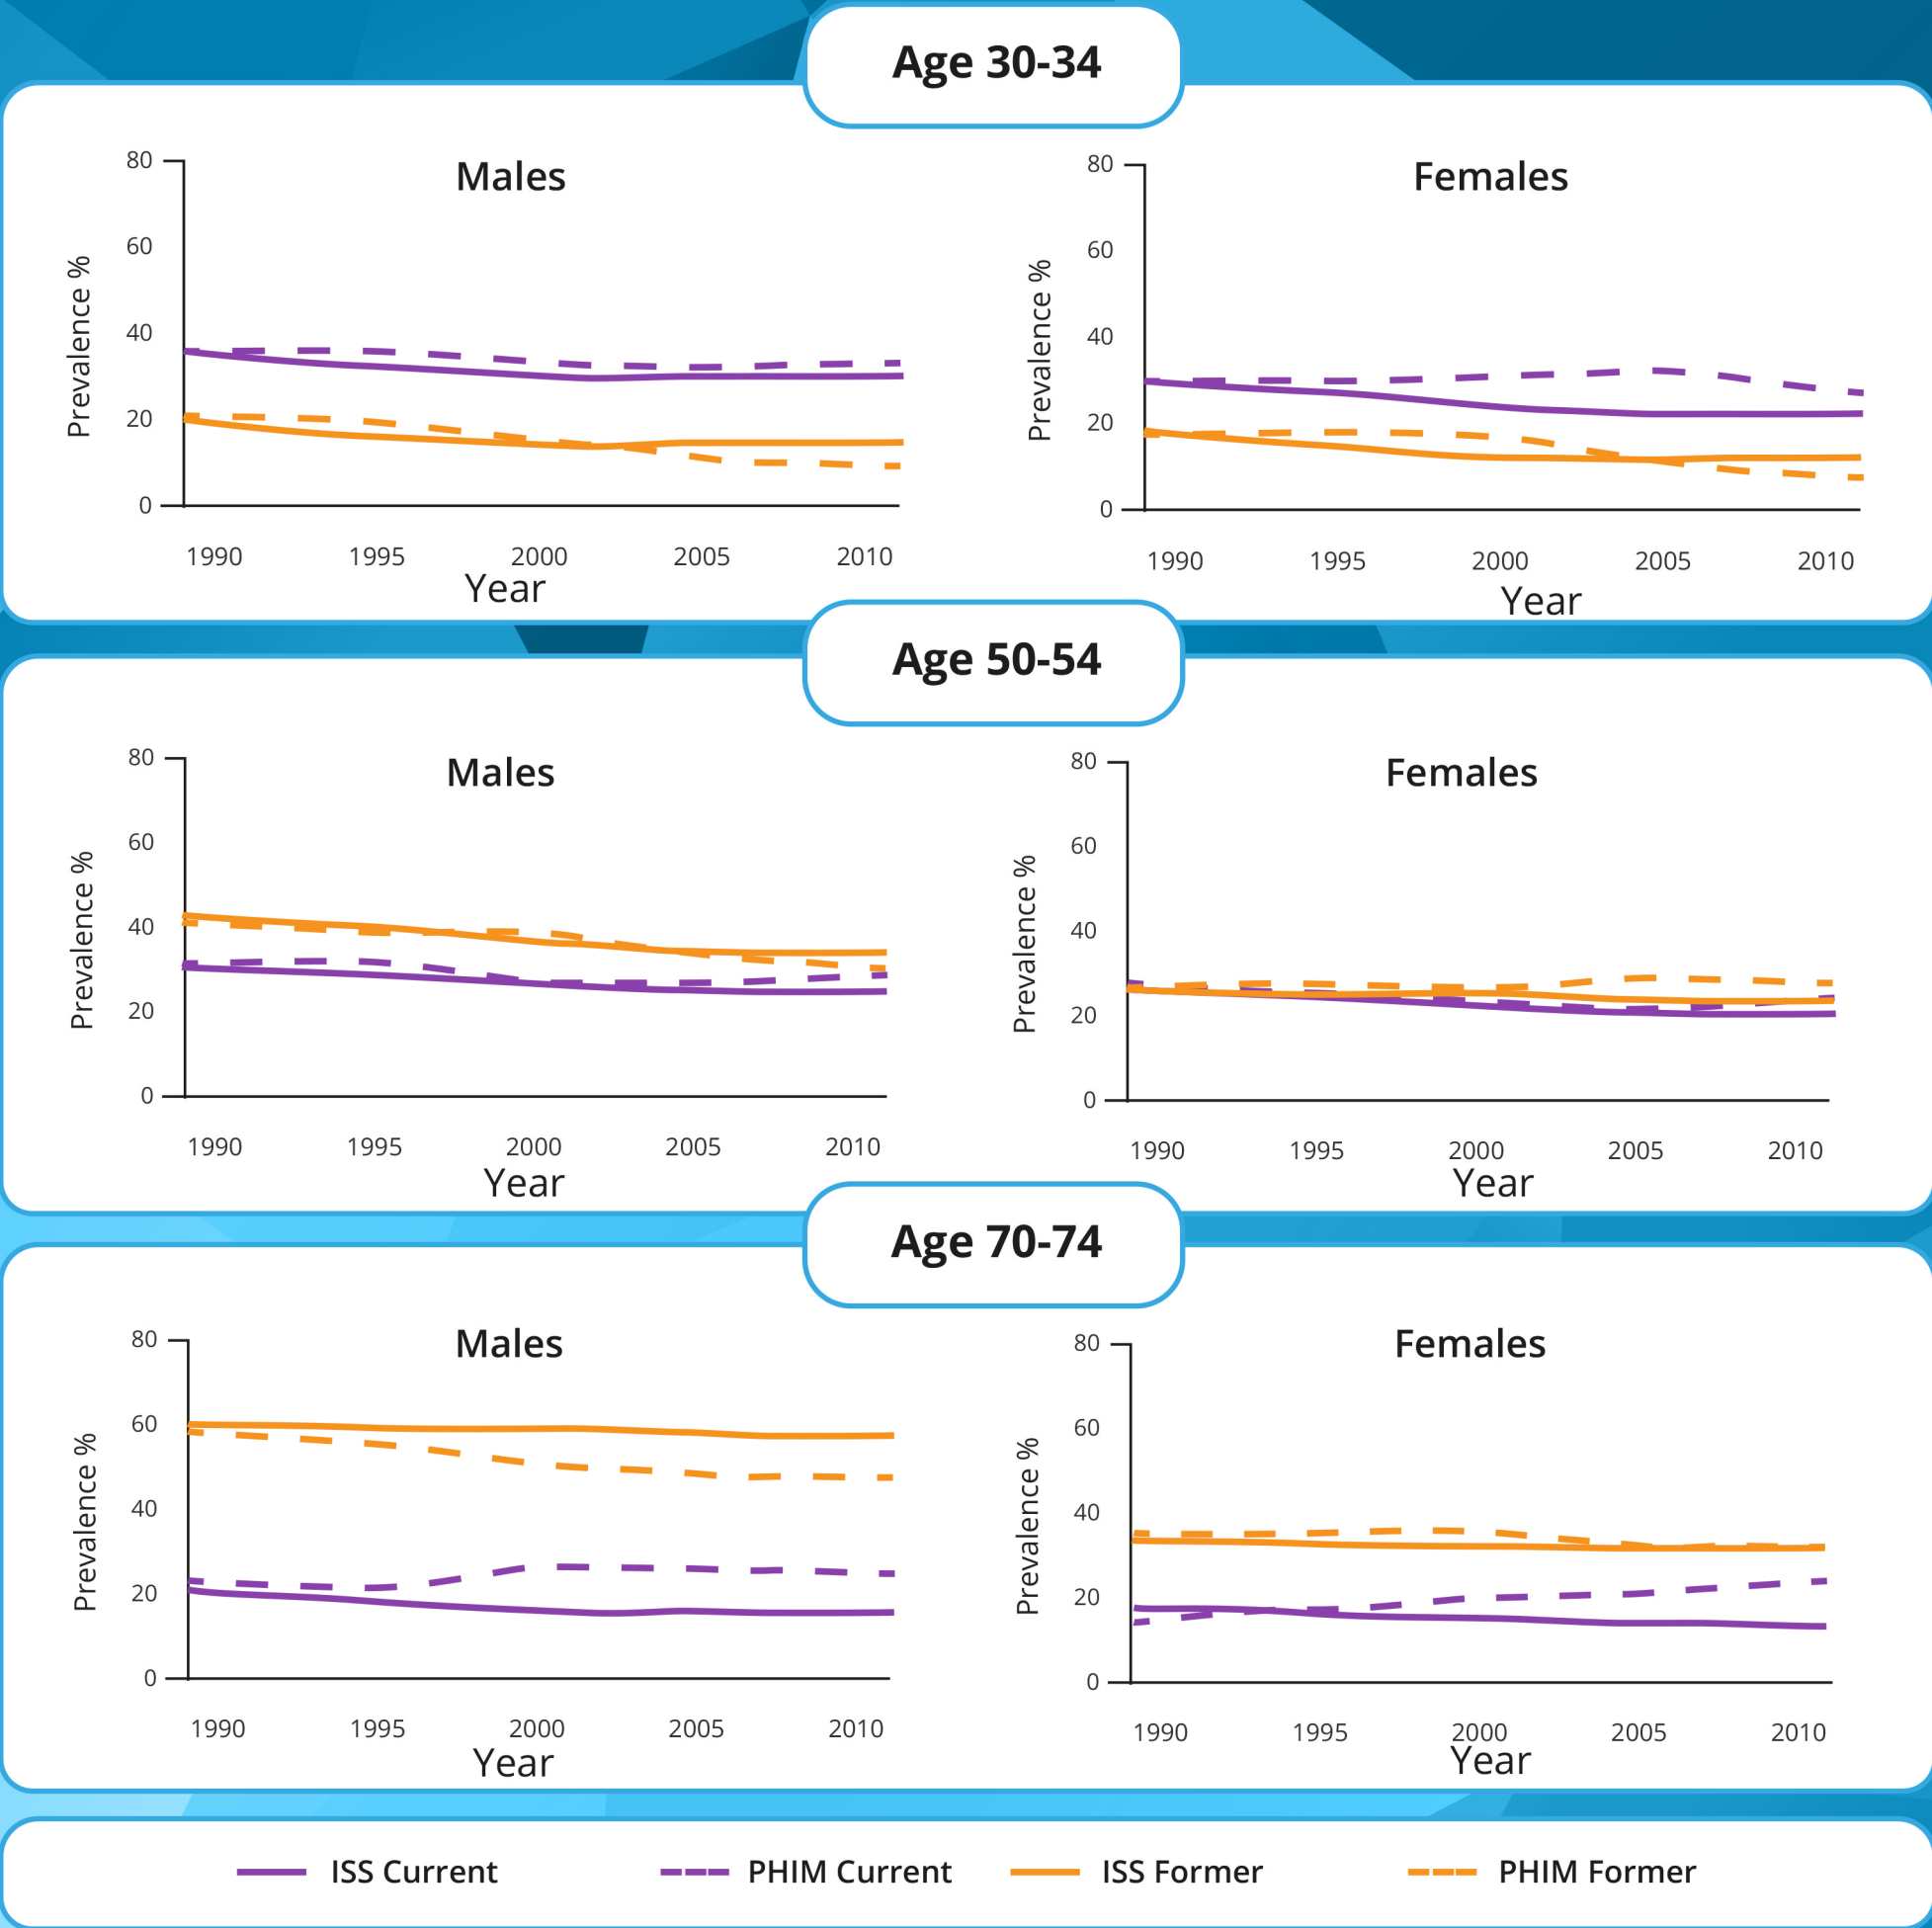 Age 30-34
Males
80
60
40
20
0
Prevalence %
1990 1995 2000 2005 2010
Year
Females
80
60
40
20
0
Prevalence %
1990 1995 2000 2005 2010
Year
Age 50-54
Males
80
60
40
20
0
Prevalence %
1990 1995 2000 2005 2010
Year
Females
80
60
40
20
0
Prevalence %
1990 1995 2000 2005 2010
Year
Age 70-74
Males
80
60
40
20
0
Prevalence %
1990 1995 2000 2005 2010
Year
Females
80
60
40
20
0
Prevalence %
1990 1995 2000 2005 2010
Year
ISS Current PHIM Current ISS Former PHIM Former